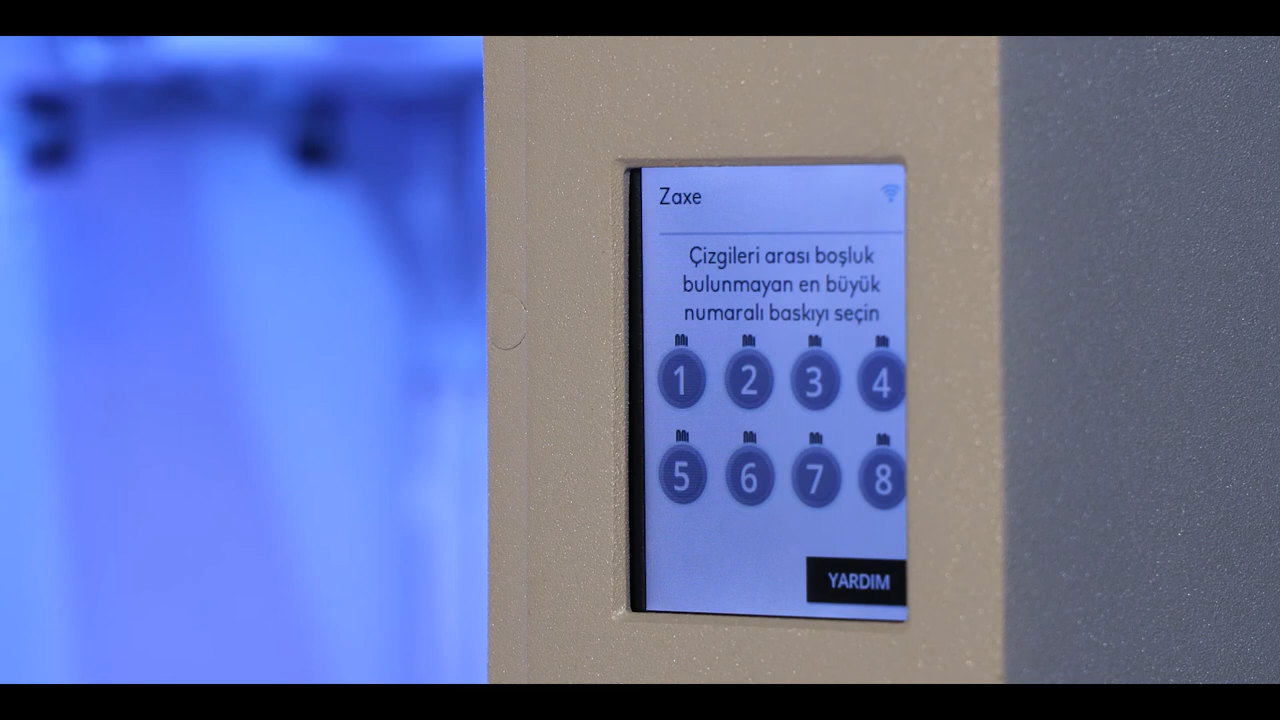 Zaxe
Çizgileri arası boşluk
bulunmayan en büyük
numaralı baskıyı seçin
1 2 3 4
5 6 7 8
YARDIM